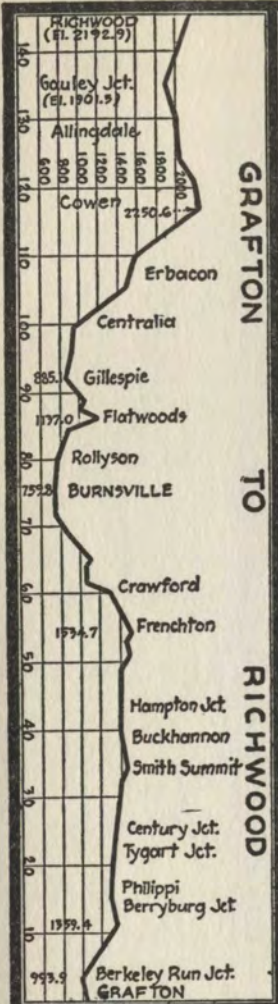 RICHWOOD
(El. 2192.9)
140
Gauley Jct.
(El. 1901.5)
130
Allingdale
600 800 1000 1200 1400 1600 1800 2000
120
Cowen
2250.6
110
Erbacon
100
Centralia
885.1
Gillespie
90
1137.0
Flatwoods
80
Rollyson
759.8
BURNSVILLE
70
60
Crawford
1534.7
Frenchton
50
Hampton Jct.
40
Buckhannon
Smith Summit
30
Century Jct.
Tygart Jct.
20
Philippi
Berryburg Jct
1359.4
10
993.9
Berkeley Run Jct.
GRAFTON
GRAFTON TO RICHWOOD